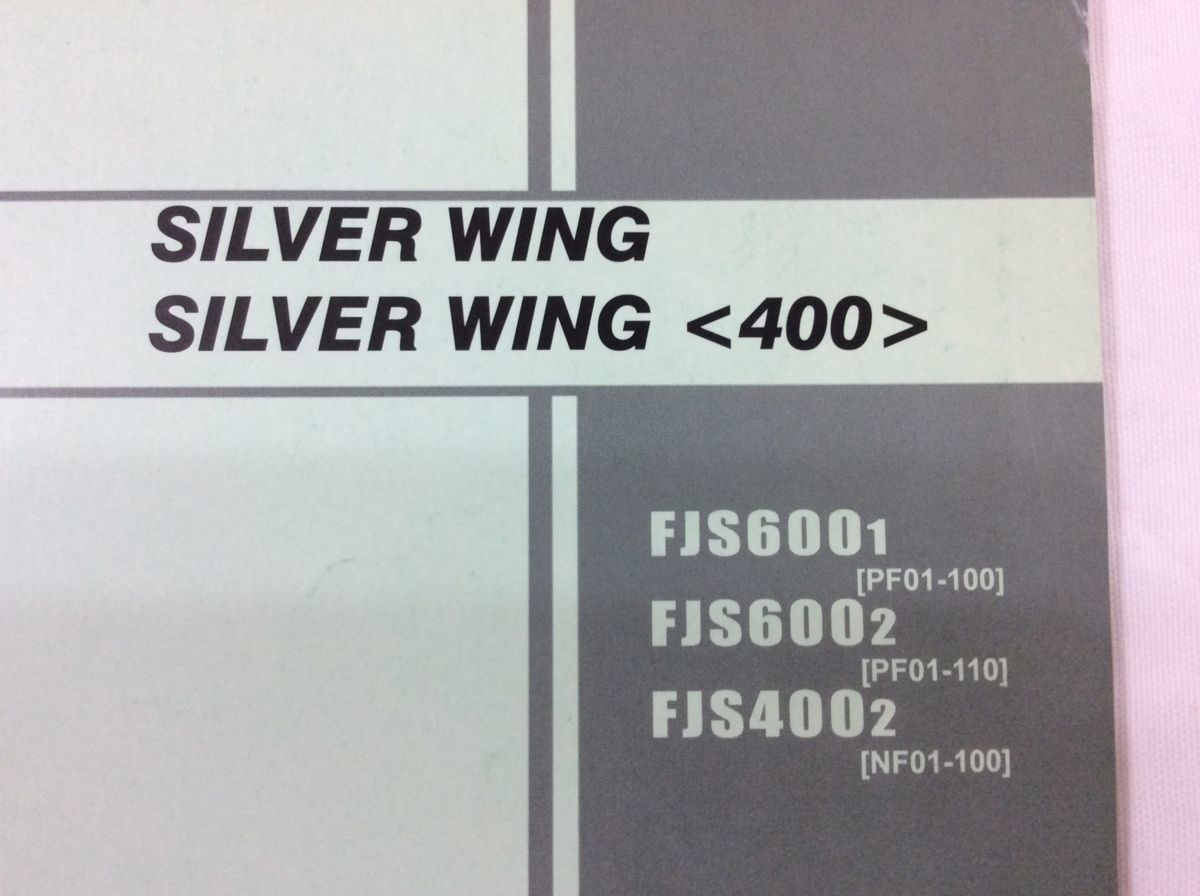 SILVER WING
SILVER WING <400>
FJS6001
[PF01-100]
FJS6002
[PF01-110]
FJS4002
[NF01-100]